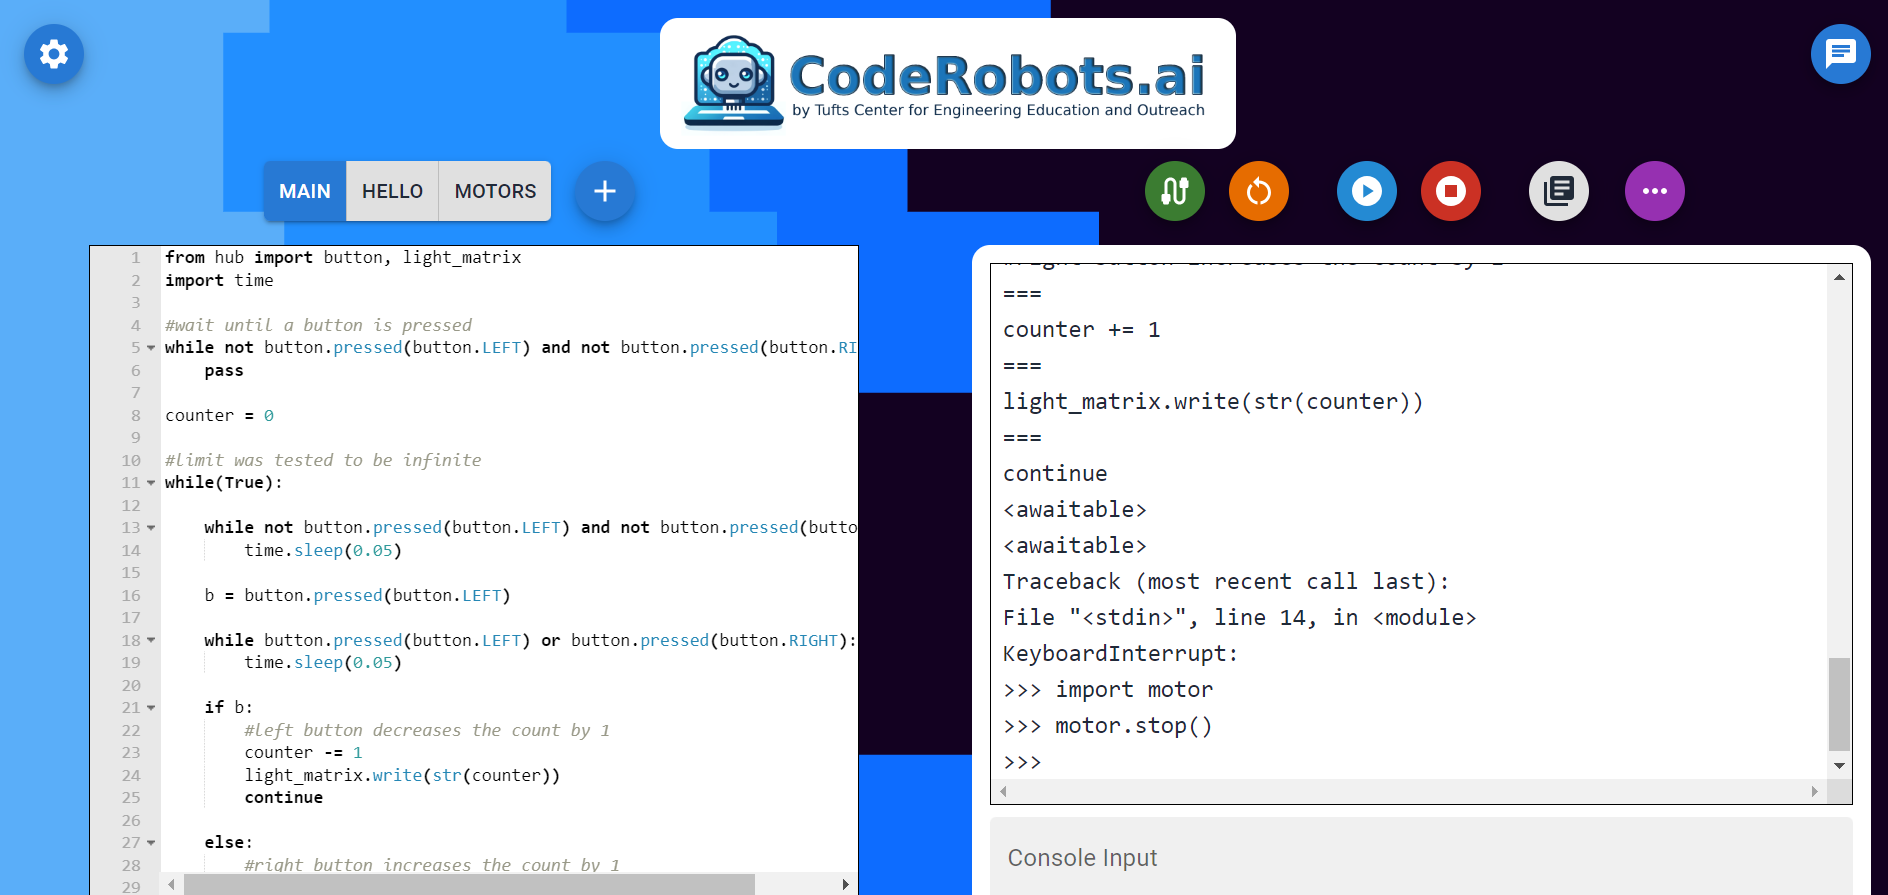 CodeRobots.ai
by Tufts Center for Engineering Education and Outreach
MAIN HELLO MOTORS +
1 from hub import button, light_matrix
2 import time
3
4 #wait until a button is pressed
5 while not button.pressed(button.LEFT) and not button.pressed(button.RI
6 pass
7
8 counter = 0
9
10 #limit was tested to be infinite
11 while(True):
12
13 while not button.pressed(button.LEFT) and not button.pressed(butto
14 time.sleep(0.05)
15
16 b = button.pressed(button.LEFT)
17
18 while button.pressed(button.LEFT) or button.pressed(button.RIGHT):
19 time.sleep(0.05)
20
21 if b:
22 #left button decreases the count by 1
23 counter -= 1
24 light_matrix.write(str(counter))
25 continue
26
27 else:
28 #right button increases the count by 1
29
#right button increases the count by 1
===
counter += 1
===
light_matrix.write(str(counter))
===
continue
<awaitable>
<awaitable>
Traceback (most recent call last):
File "<stdin>", line 14, in <module>
KeyboardInterrupt:
>>> import motor
>>> motor.stop()
>>>
Console Input